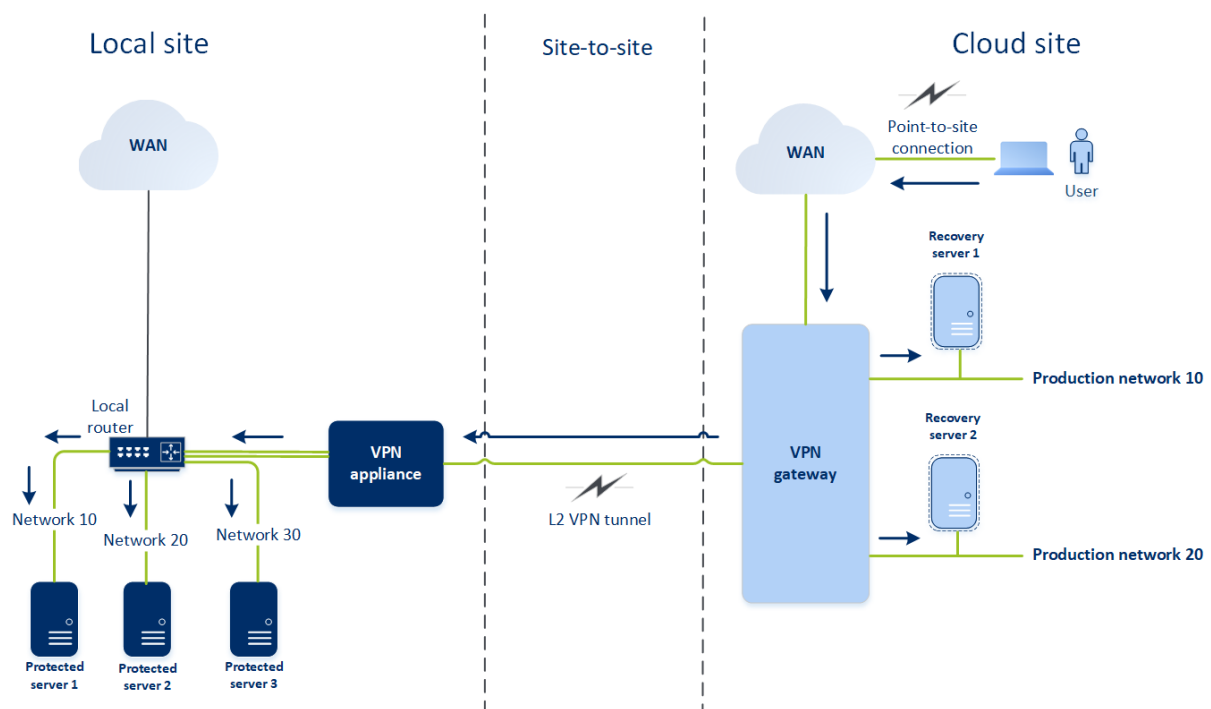 Local site
Site-to-site
Cloud site
WAN
WAN
Point-to-site
connection
User
Recovery
server 1
Production network 10
Local
router
VPN
appliance
L2 VPN tunnel
VPN
gateway
Recovery
server 2
Production network 20
Network 10
Network 20
Network 30
Protected
server 1
Protected
server 2
Protected
server 3